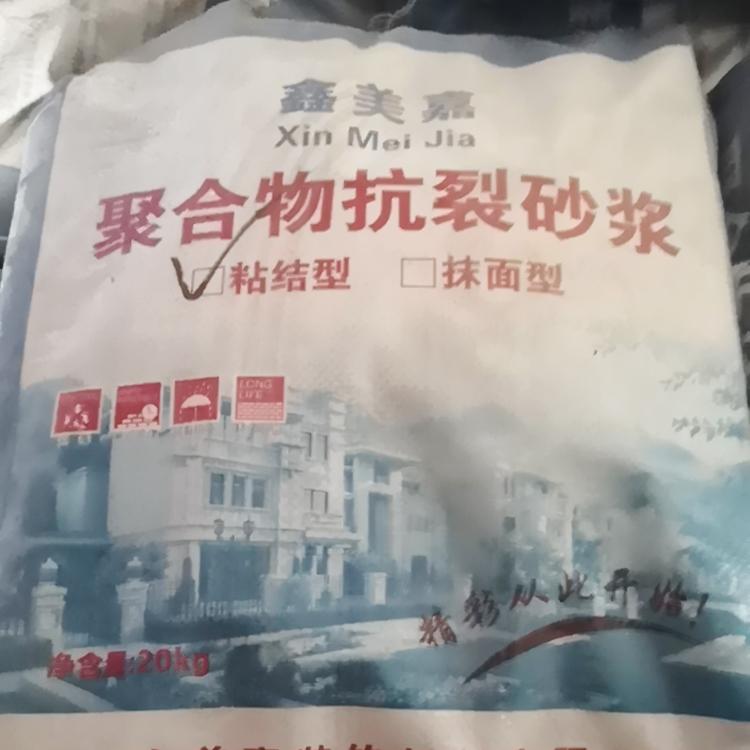 鑫美嘉
Xin Mei Jia
聚合物抗裂砂浆
粘结型 抹面型
LONG
LIFE
精彩从此开始!
净含量:20kg